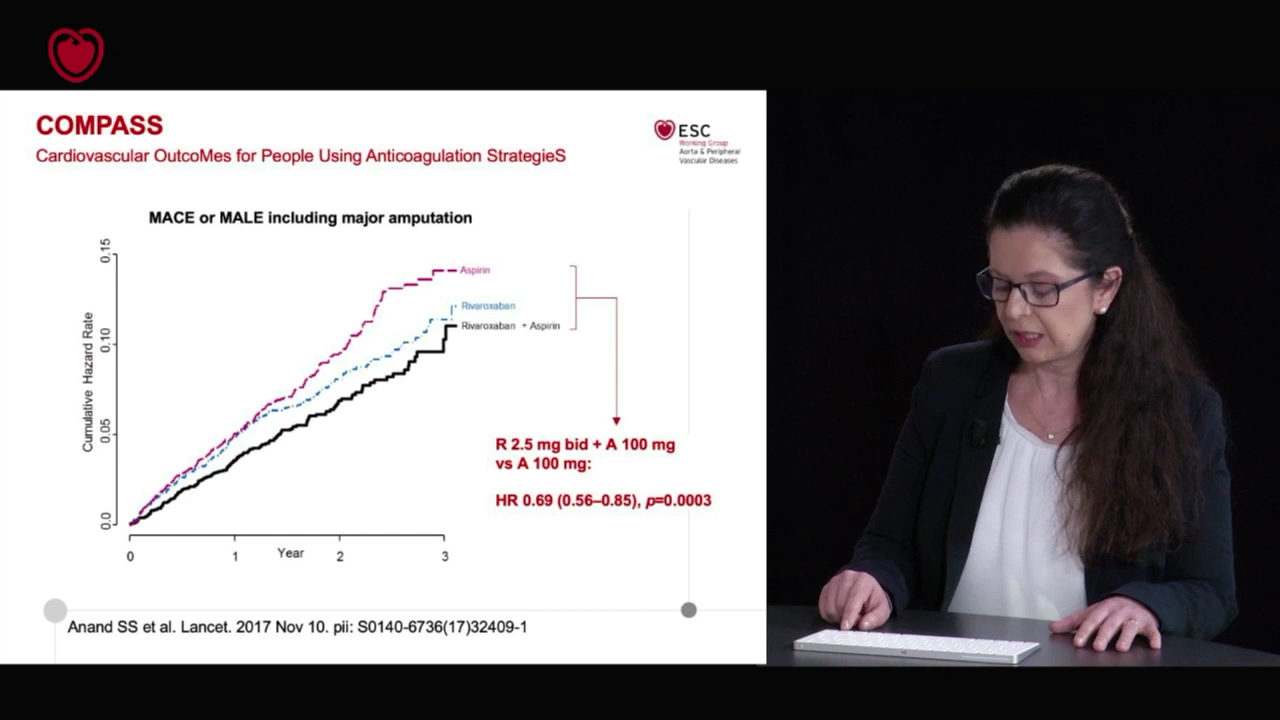 COMPASS
Cardiovascular OutcoMes for People Using Anticoagulation StrategieS
ESC
Working Group
Aorta & Peripheral
Vascular Diseases
MACE or MALE including major amputation
Cumulative Hazard Rate
0.15
0.10
0.05
0.0
Aspirin
Rivaroxaban
Rivaroxaban + Aspirin
0 1 2 3
Year
R 2.5 mg bid + A 100 mg
vs A 100 mg:
HR 0.69 (0.56–0.85), p=0.0003
Anand SS et al. Lancet. 2017 Nov 10. pii: S0140-6736(17)32409-1